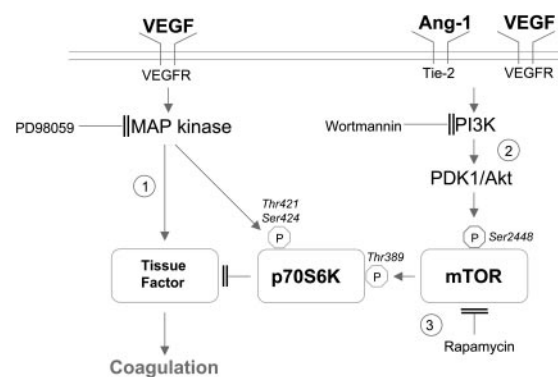 VEGF
Ang-1
VEGF
VEGFR
Tie-2
VEGFR
PD98059
MAP kinase
Wortmannin
PI3K
1
2
PDK1/Akt
Thr421
Ser424
P
P
Ser2448
Tissue
Factor
p70S6K
Thr389
P
mTOR
3
Rapamycin
Coagulation